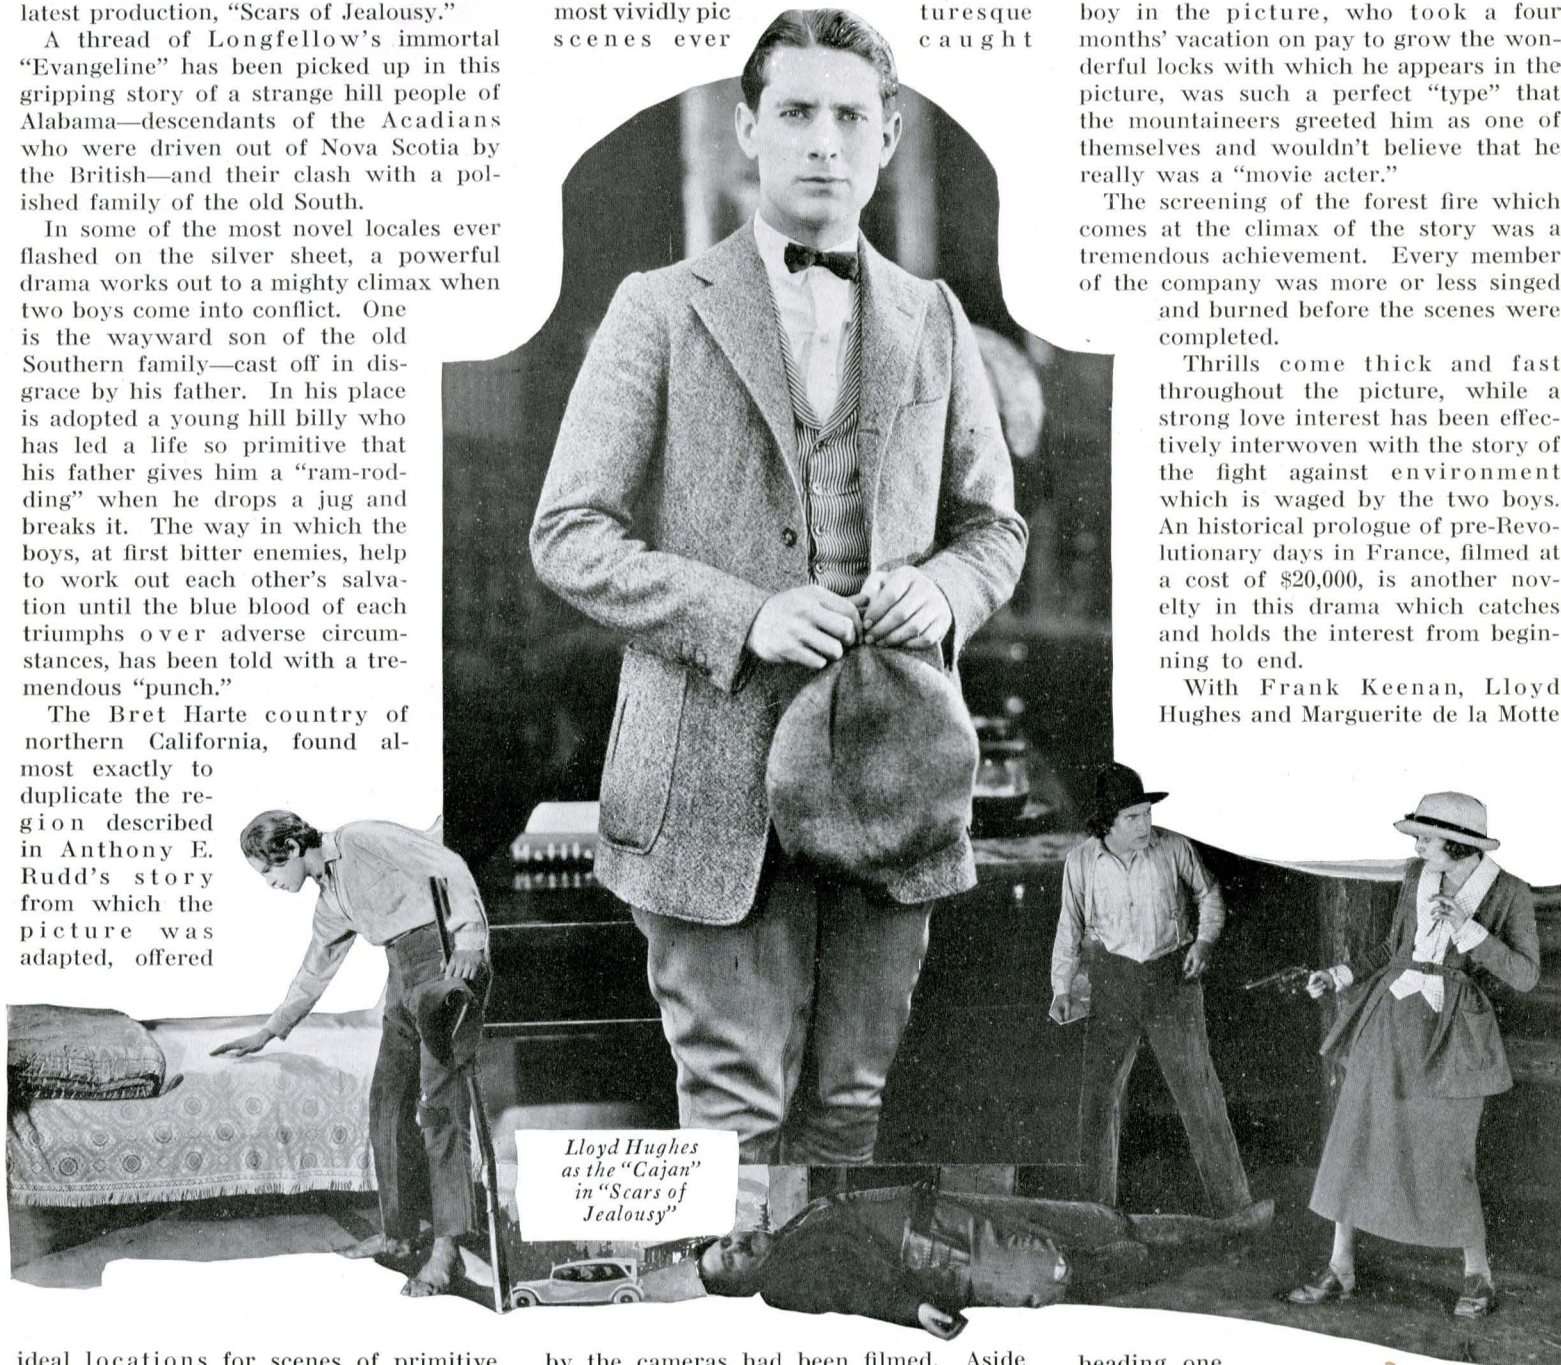 latest production, “Scars of Jealousy.”
A thread of Longfellow's immortal
“Evangeline” has been picked up in this
gripping story of a strange hill people of
Alabama—descendants of the Acadians
who were driven out of Nova Scotia by
the British—and their clash with a pol-
ished family of the old South.
In some of the most novel locales ever
flashed on the silver sheet, a powerful
drama works out to a mighty climax when
two boys come into conflict. One
is the wayward son of the old
Southern family—cast off in dis-
grace by his father. In his place
is adopted a young hill billy who
has led a life so primitive that
his father gives him a “ram-rod-
ding” when he drops a jug and
breaks it. The way in which the
boys, at first bitter enemies, help
to work out each other's salva-
tion until the blue blood of each
triumphs over adverse circum-
stances, has been told with a tre-
mendous “punch.”
The Bret Harte country of
northern California, found al-
most exactly to
duplicate the re-
gion described
in Anthony E.
Rudd's story
from which the
picture was
adapted, offered
ideal locations for scenes of primitive
most vividly pic turesque
scenes ever caught
Lloyd Hughes
as the “Cajan”
in “Scars of
Jealousy”
by the cameras had been filmed. Aside
boy in the picture, who took a four
months' vacation on pay to grow the won-
derful locks with which he appears in the
picture, was such a perfect “type” that
the mountaineers greeted him as one of
themselves and wouldn't believe that he
really was a “movie acter.”
The screening of the forest fire which
comes at the climax of the story was a
tremendous achievement. Every member
of the company was more or less singed
and burned before the scenes were
completed.
Thrills come thick and fast
throughout the picture, while a
strong love interest has been effec-
tively interwoven with the story of
the fight against environment
which is waged by the two boys.
An historical prologue of pre-Revo-
lutionary days in France, filmed at
a cost of $20,000, is another nov-
elty in this drama which catches
and holds the interest from begin-
ning to end.
With Frank Keenan, Lloyd
Hughes and Marguerite de la Motte
heading one